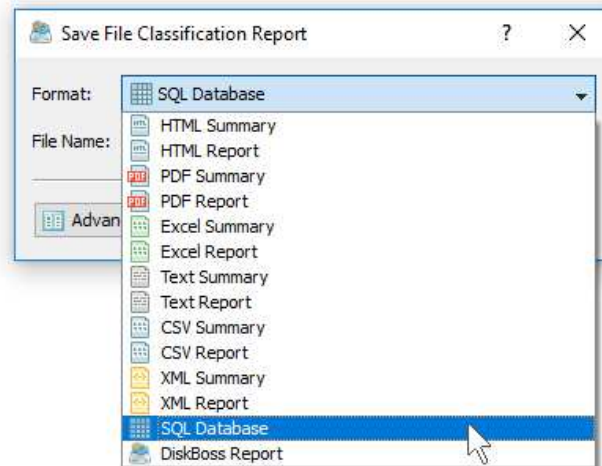 Save File Classification Report ?
Format: SQL Database
HTML Summary
File Name:
HTML Report
PDF Summary
PDF Report
Advan
Excel Summary
Excel Report
Text Summary
Text Report
CSV Summary
CSV Report
XML Summary
XML Report
SQL Database
DiskBoss Report